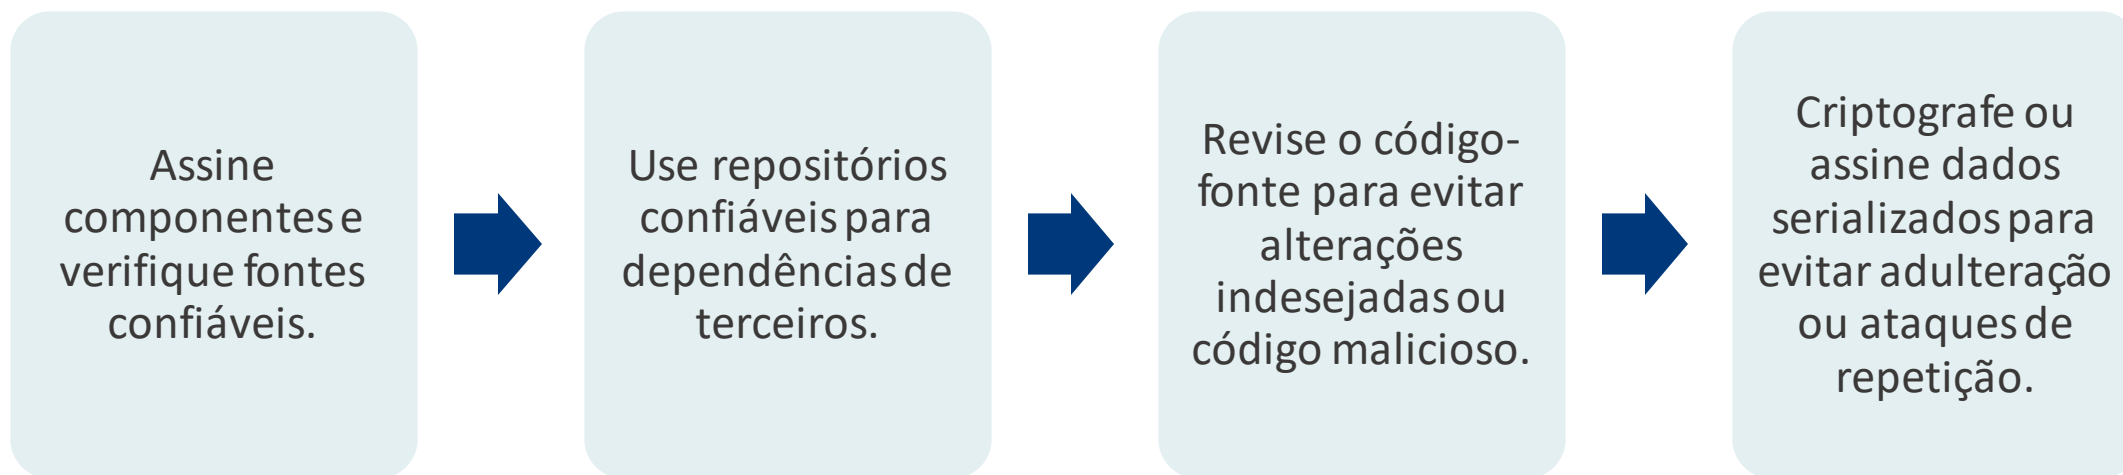 Assine
componentes e
verifique fontes
confiáveis.
Use repositórios
confiáveis para
dependências de
terceiros.
Revise o código-
fonte para evitar
alterações
indesejadas ou
código malicioso.
Criptografe ou
assine dados
serializados para
evitar adulteração
ou ataques de
repetição.